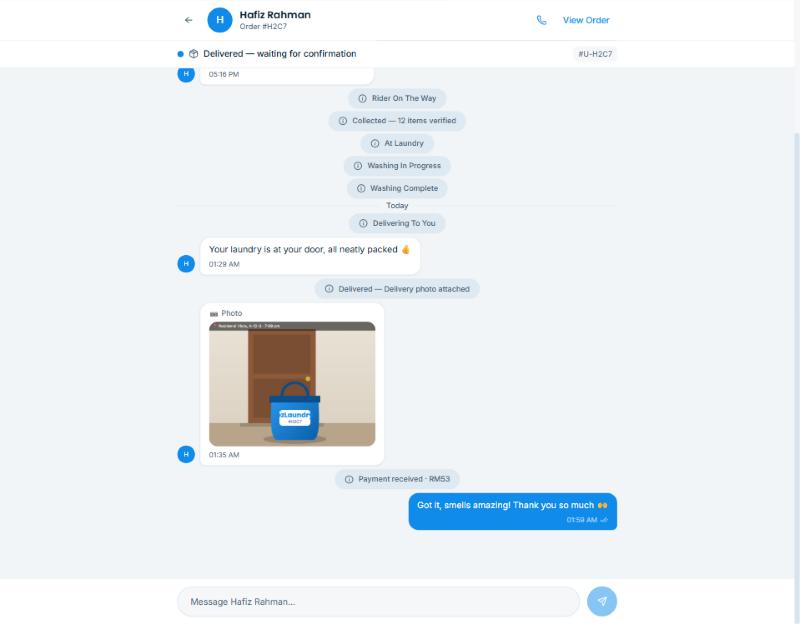 H
Hafiz Rahman
Order #H2C7
View Order
Delivered — waiting for confirmation
#U-H2C7
H
05:16 PM
Rider On The Way
Collected — 12 items verified
At Laundry
Washing In Progress
Washing Complete
Today
Delivering To You
Your laundry is at your door, all neatly packed
H
01:29 AM
Delivered — Delivery photo attached
Photo
#H2C7
H
01:35 AM
Payment received · RM53
Got it, smells amazing! Thank you so much
01:59 AM
Message Hafiz Rahman...